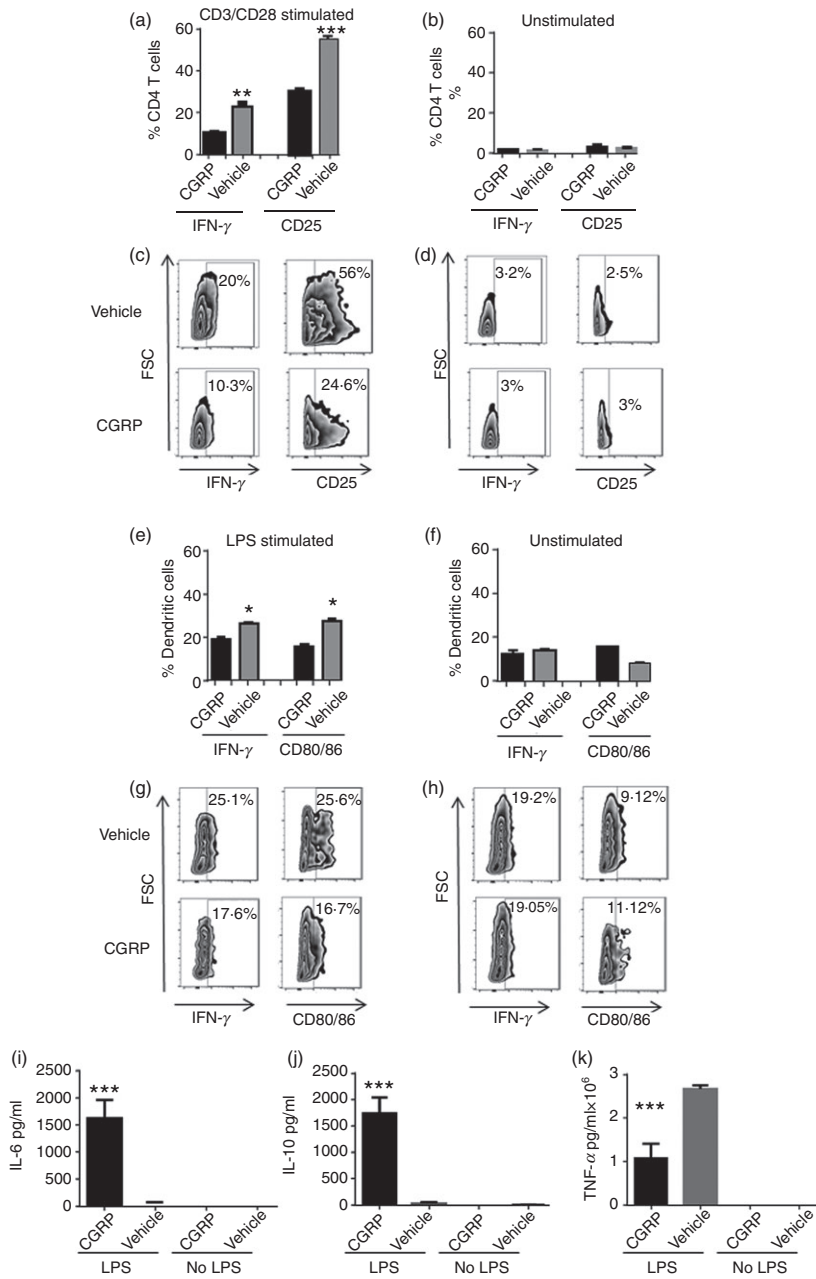 (a)
CD3/CD28 stimulated
60
40
20
0
% CD4 T cells
**
***
CGRP
Vehicle
CGRP
Vehicle
IFN-γ
CD25
(b)
Unstimulated
60
40
20
0
% CD4 T cells
%
CGRP
Vehicle
CGRP
Vehicle
IFN-γ
CD25
(c)
FSC
Vehicle
20%
56%
CGRP
10·3%
24·6%
IFN-γ
CD25
(d)
FSC
3·2%
2·5%
3%
3%
IFN-γ
CD25
(e)
LPS stimulated
60
40
20
0
% Dendritic cells
*
*
CGRP
Vehicle
CGRP
Vehicle
IFN-γ
CD80/86
(f)
Unstimulated
60
40
20
0
% Dendritic cells
CGRP
Vehicle
CGRP
Vehicle
IFN-γ
CD80/86
(g)
FSC
Vehicle
25·1%
25·6%
CGRP
17·6%
16·7%
IFN-γ
CD80/86
(h)
FSC
19·2%
9·12%
19·05%
11·12%
IFN-γ
CD80/86
(i)
2500
2000
1500
1000
500
0
IL-6 pg/ml
***
CGRP
Vehicle
CGRP
Vehicle
LPS
No LPS
(j)
2500
2000
1500
1000
500
0
IL-10 pg/ml
***
CGRP
Vehicle
CGRP
Vehicle
LPS
No LPS
(k)
3
2
1
0
TNF-α pg/ml×10⁶
***
CGRP
Vehicle
CGRP
Vehicle
LPS
No LPS